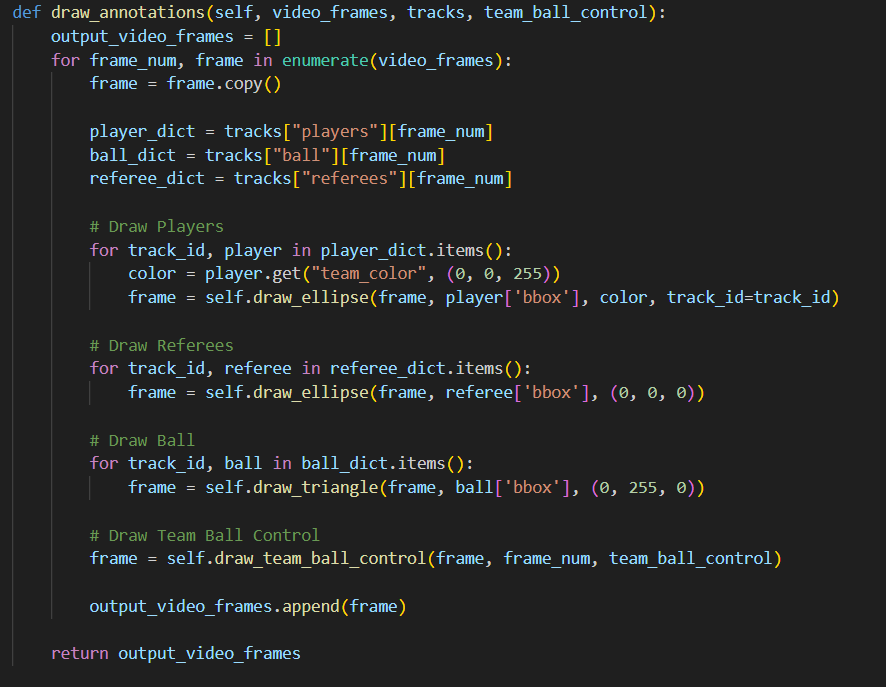 def draw_annotations(self, video_frames, tracks, team_ball_control):
    output_video_frames = []
    for frame_num, frame in enumerate(video_frames):
        frame = frame.copy()

        player_dict = tracks["players"][frame_num]
        ball_dict = tracks["ball"][frame_num]
        referee_dict = tracks["referees"][frame_num]

        # Draw Players
        for track_id, player in player_dict.items():
            color = player.get("team_color", (0, 0, 255))
            frame = self.draw_ellipse(frame, player['bbox'], color, track_id=track_id)

        # Draw Referees
        for track_id, referee in referee_dict.items():
            frame = self.draw_ellipse(frame, referee['bbox'], (0, 0, 0))

        # Draw Ball
        for track_id, ball in ball_dict.items():
            frame = self.draw_triangle(frame, ball['bbox'], (0, 255, 0))

        # Draw Team Ball Control
        frame = self.draw_team_ball_control(frame, frame_num, team_ball_control)

        output_video_frames.append(frame)

    return output_video_frames